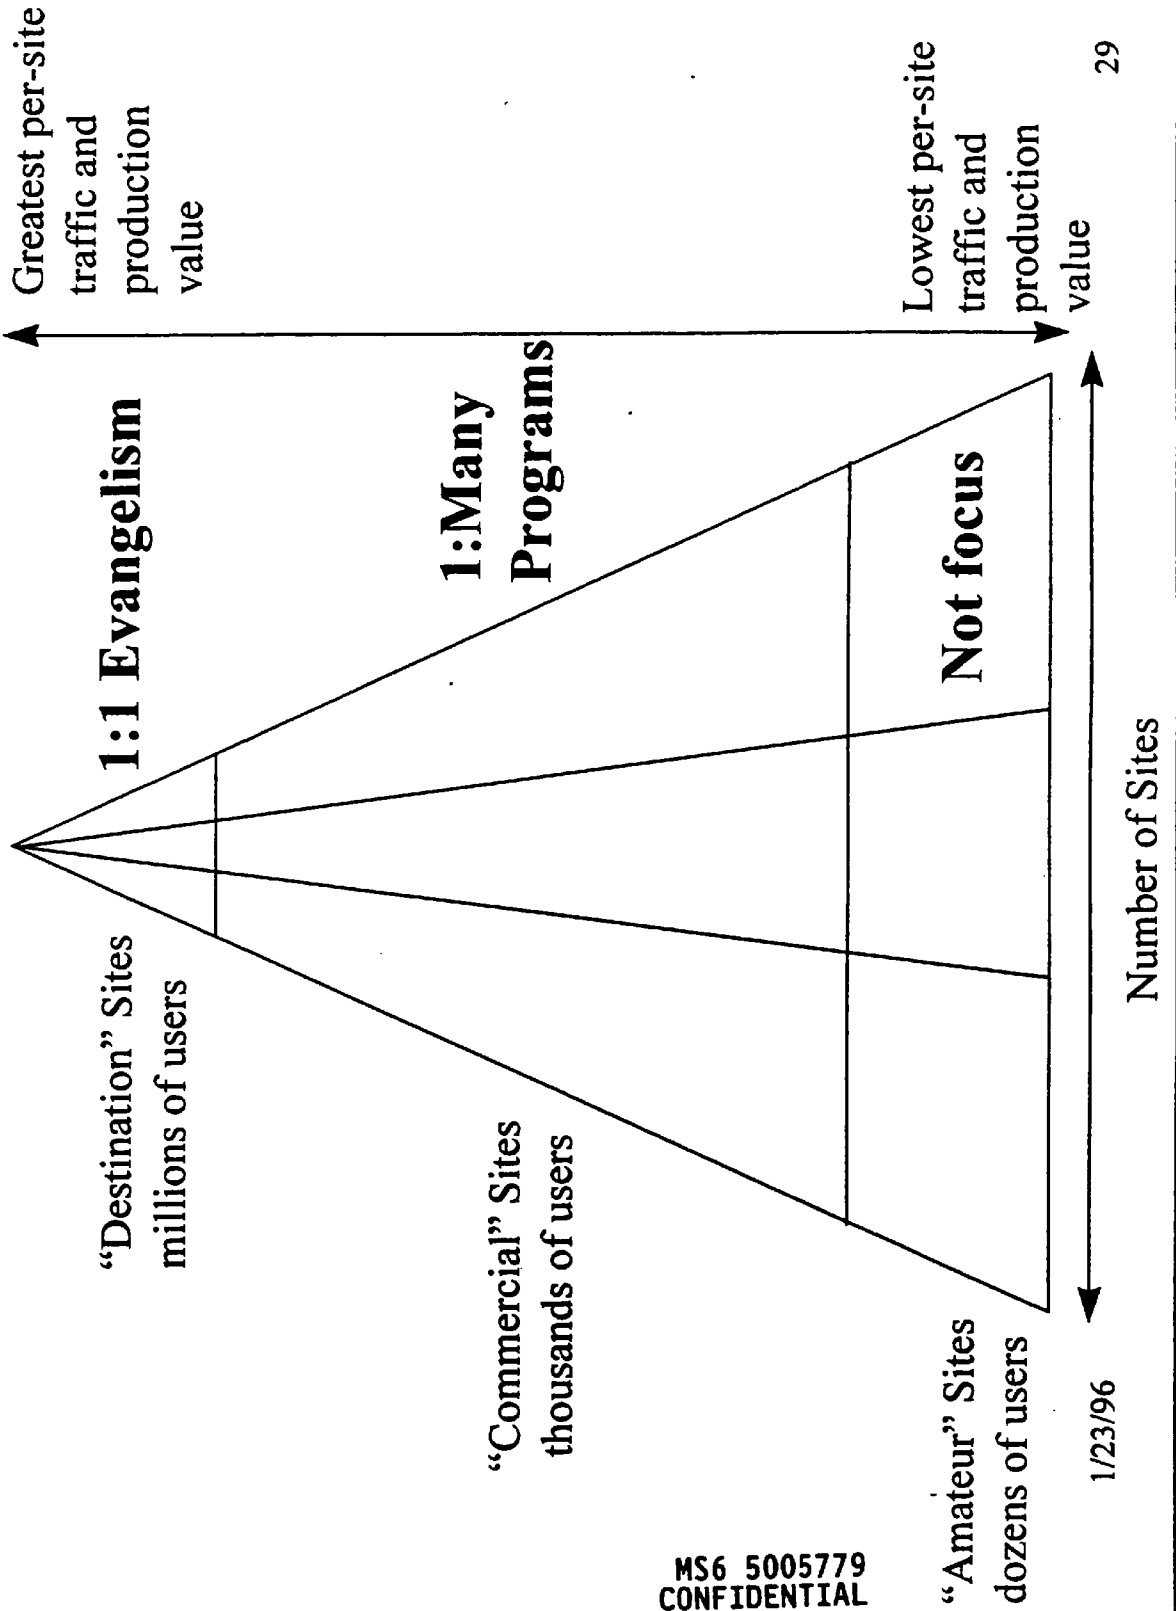 Greatest per-site
traffic and
production
value
1:1 Evangelism
“Destination” Sites
millions of users
1:Many
Programs
“Commercial” Sites
thousands of users
Lowest per-site
traffic and
production
value
Not focus
“Amateur” Sites
dozens of users
Number of Sites
1/23/96
29
MS6 5005779
CONFIDENTIAL